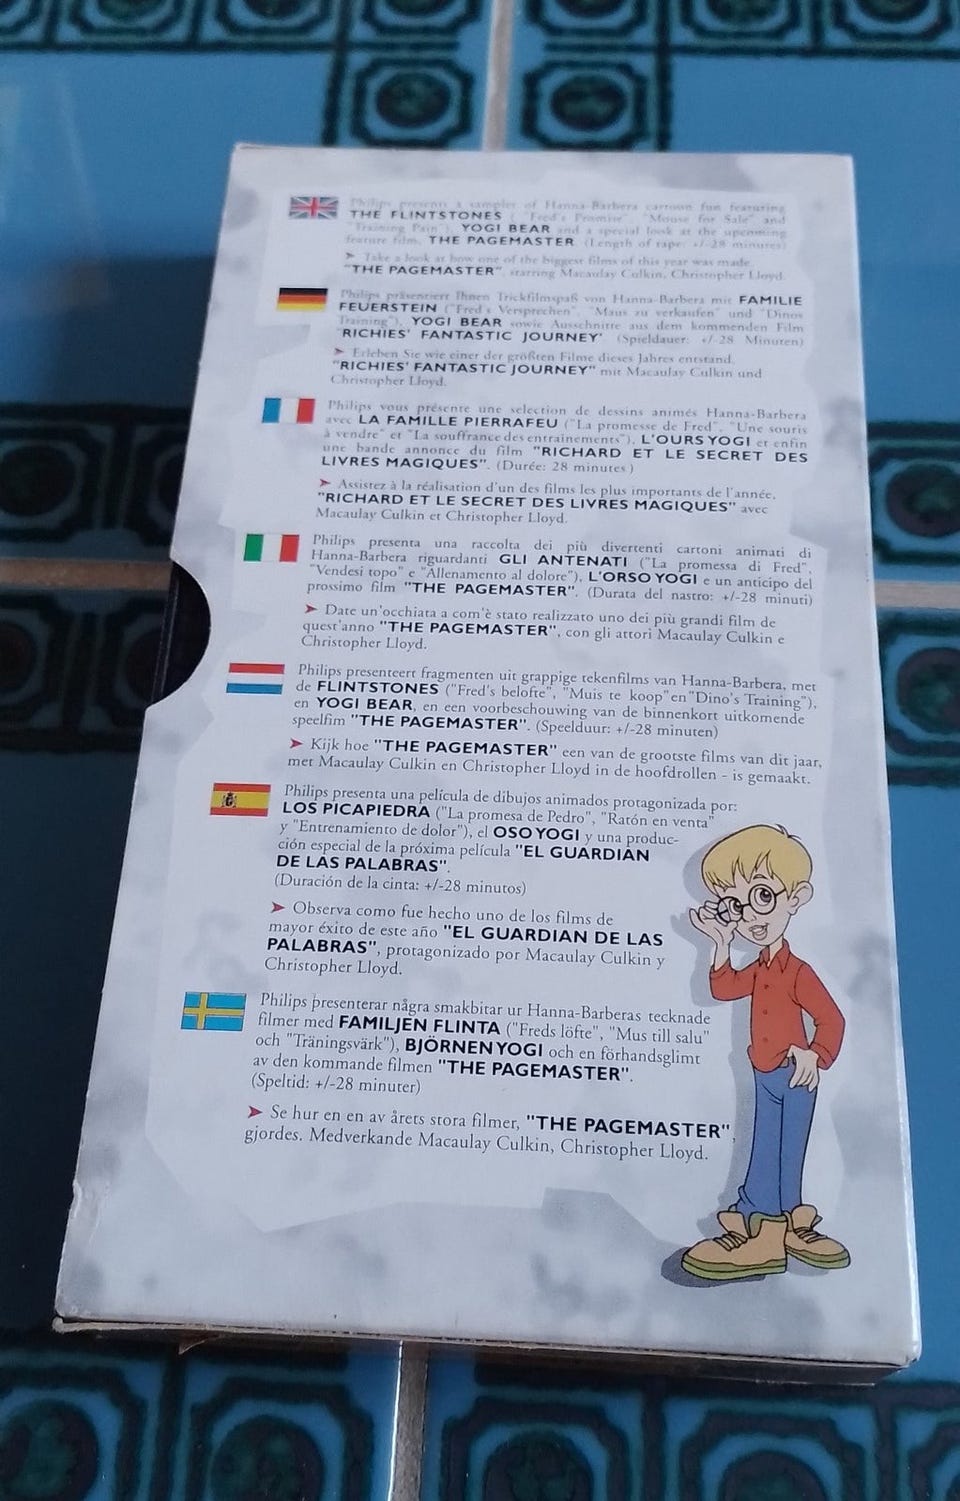 Philips presents a sampler of Hanna-Barbera cartoon fun featuring
THE FLINTSTONES ( "Fred's Promise", "Mouse for Sale" and
"Training Pain"), YOGI BEAR and a special look at the upcoming
feature film, THE PAGEMASTER (Length of tape: +/-28 minutes)
➤ Take a look at how one of the biggest films of this year was made.
"THE PAGEMASTER", starring Macaulay Culkin, Christopher Lloyd.
Philips präsentiert Ihnen Trickfilmspaß von Hanna-Barbera mit FAMILIE
FEUERSTEIN ("Fred's Versprechen", "Maus zu verkaufen" und "Dinos
Training"), YOGI BEAR sowie Ausschnitte aus dem kommenden Film
"RICHIES' FANTASTIC JOURNEY" (Spieldauer: +/-28 Minuten)
➤ Erleben Sie wie einer der größten Filme dieses Jahres entstand.
"RICHIES' FANTASTIC JOURNEY" mit Macaulay Culkin und
Christopher Lloyd.
Philips vous présente une selection de dessins animés Hanna-Barbera
avec LA FAMILLE PIERRAFEU ("La promesse de Fred", "Une souris
à vendre" et "La souffrance des entrainements"), L'OURS YOGI et enfin
une bande annonce du film "RICHARD ET LE SECRET DES
LIVRES MAGIQUES". (Durée: 28 minutes )
➤ Assistez à la réalisation d'un des films les plus importants de l'année,
"RICHARD ET LE SECRET DES LIVRES MAGIQUES" avec
Macaulay Culkin et Christopher Lloyd.
Philips presenta una raccolta dei più divertenti cartoni animati di
Hanna-Barbera riguardanti GLI ANTENATI ("La promessa di Fred",
"Vendesi topo" e "Allenamento al dolore"), L'ORSO YOGI e un anticipo del
prossimo film "THE PAGEMASTER". (Durata del nastro: +/-28 minuti)
➤ Date un'occhiata a com'è stato realizzato uno dei più grandi film de
quest'anno "THE PAGEMASTER", con gli attori Macaulay Culkin e
Christopher Lloyd.
Philips presenteert fragmenten uit grappige tekenfilms van Hanna-Barbera, met
de FLINTSTONES ("Fred's belofte", "Muis te koop"en"Dino's Training"),
en YOGI BEAR, en een voorbeschouwing van de binnenkort uitkomende
speelfim "THE PAGEMASTER". (Speelduur: +/-28 minuten)
➤ Kijk hoe "THE PAGEMASTER" een van de grootste films van dit jaar,
met Macaulay Culkin en Christopher Lloyd in de hoofdrollen - is gemaakt.
Philips presenta una película de dibujos animados protagonizada por:
LOS PICAPIEDRA ("La promesa de Pedro", "Ratón en venta"
y "Entrenamiento de dolor"), el OSO YOGI y una produc-
ción especial de la próxima película "EL GUARDIAN
DE LAS PALABRAS".
(Duración de la cinta: +/-28 minutos)
➤ Observa como fue hecho uno de los films de
mayor éxito de este año "EL GUARDIAN DE LAS
PALABRAS", protagonizado por Macaulay Culkin y
Christopher Lloyd.
Philips presenterar några smakbitar ur Hanna-Barberas tecknade
filmer med FAMILJEN FLINTA ("Freds löfte", "Mus till salu"
och "Träningsvärk"), BJÖRNEN YOGI och en förhandsglimt
av den kommande filmen "THE PAGEMASTER".
(Speltid: +/-28 minuter)
➤ Se hur en en av årets stora filmer, "THE PAGEMASTER",
gjordes. Medverkande Macaulay Culkin, Christopher Lloyd.